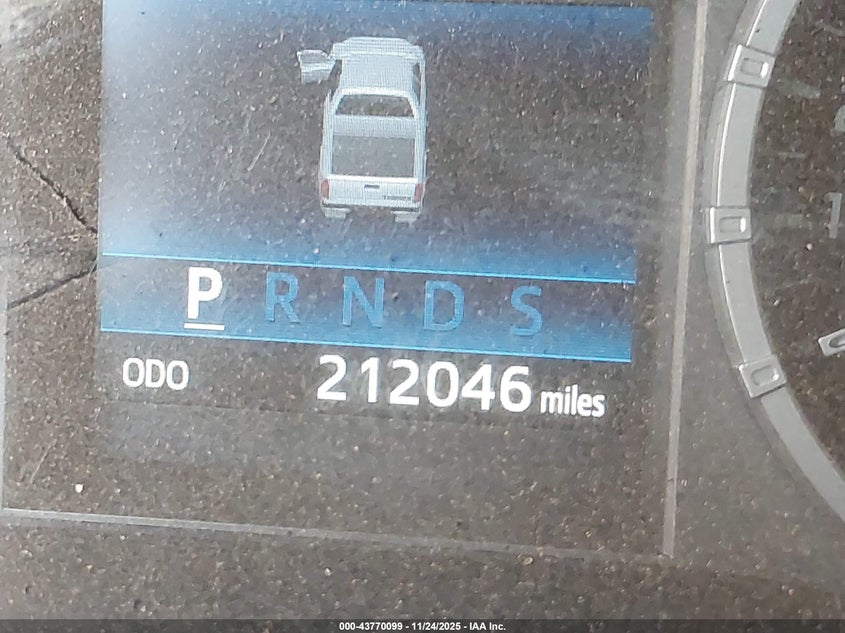 P R N D S
ODO 212046 miles
000-43770099 - 11/24/2025 - IAA Inc.